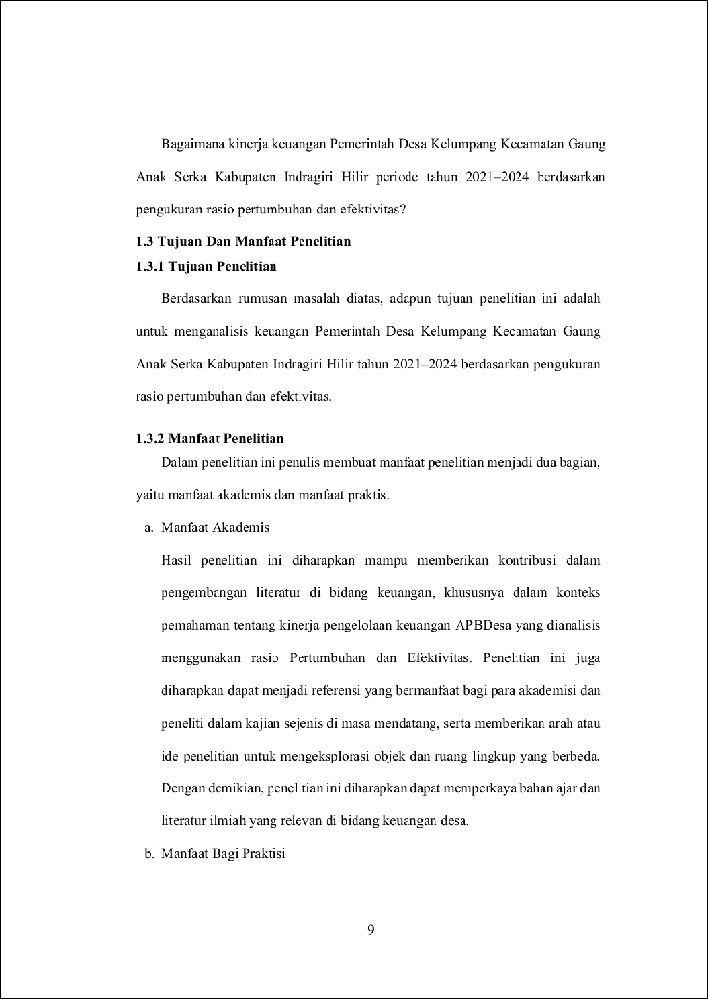 Bagaimana kinerja keuangan Pemerintah Desa Kelumpang Kecamatan Gaung
Anak Serka Kabupaten Indragiri Hilir periode tahun 2021–2024 berdasarkan
pengukuran rasio pertumbuhan dan efektivitas?
1.3 Tujuan Dan Manfaat Penelitian
1.3.1 Tujuan Penelitian
Berdasarkan rumusan masalah diatas, adapun tujuan penelitian ini adalah
untuk menganalisis keuangan Pemerintah Desa Kelumpang Kecamatan Gaung
Anak Serka Kabupaten Indragiri Hilir tahun 2021–2024 berdasarkan pengukuran
rasio pertumbuhan dan efektivitas.
1.3.2 Manfaat Penelitian
Dalam penelitian ini penulis membuat manfaat penelitian menjadi dua bagian,
yaitu manfaat akademis dan manfaat praktis.
a. Manfaat Akademis
Hasil penelitian ini diharapkan mampu memberikan kontribusi dalam
pengembangan literatur di bidang keuangan, khususnya dalam konteks
pemahaman tentang kinerja pengelolaan keuangan APBDesa yang dianalisis
menggunakan rasio Pertumbuhan dan Efektivitas. Penelitian ini juga
diharapkan dapat menjadi referensi yang bermanfaat bagi para akademisi dan
peneliti dalam kajian sejenis di masa mendatang, serta memberikan arah atau
ide penelitian untuk mengeksplorasi objek dan ruang lingkup yang berbeda.
Dengan demikian, penelitian ini diharapkan dapat memperkaya bahan ajar dan
literatur ilmiah yang relevan di bidang keuangan desa.
b. Manfaat Bagi Praktisi
9